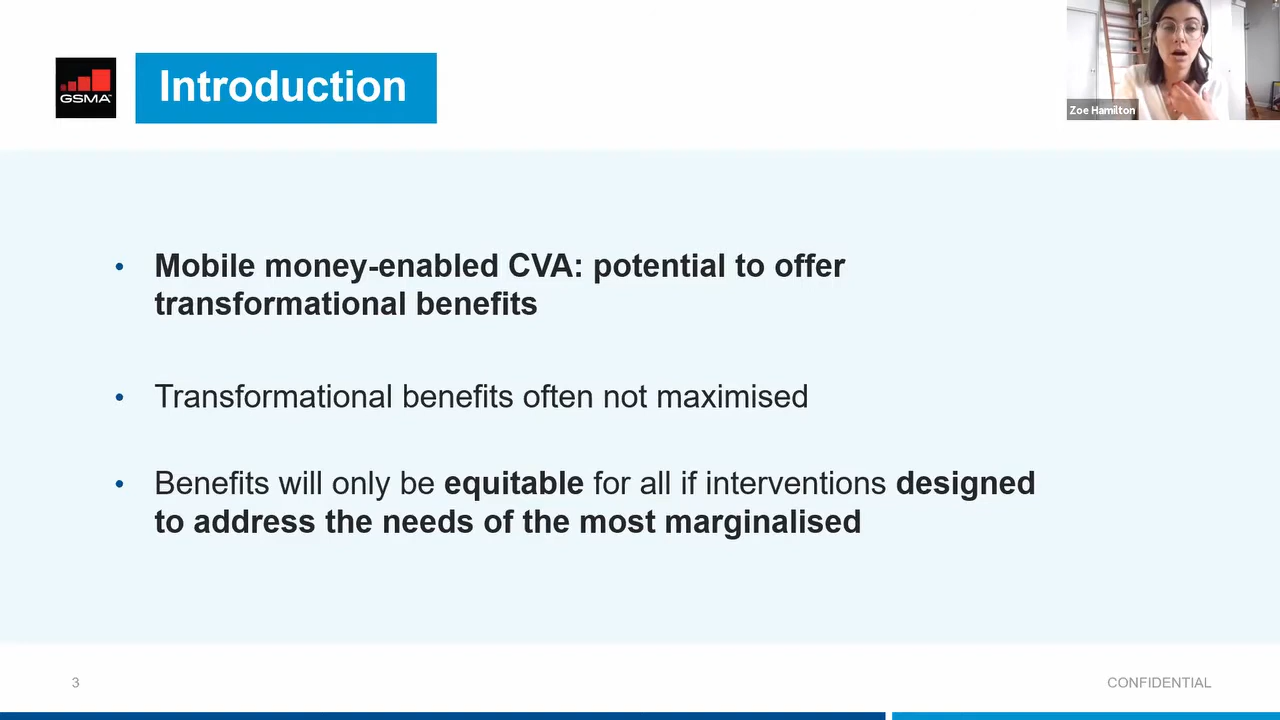 GSMA
Introduction
Zoe Hamilton
• Mobile money-enabled CVA: potential to offer
transformational benefits
• Transformational benefits often not maximised
• Benefits will only be equitable for all if interventions designed
to address the needs of the most marginalised
3
CONFIDENTIAL